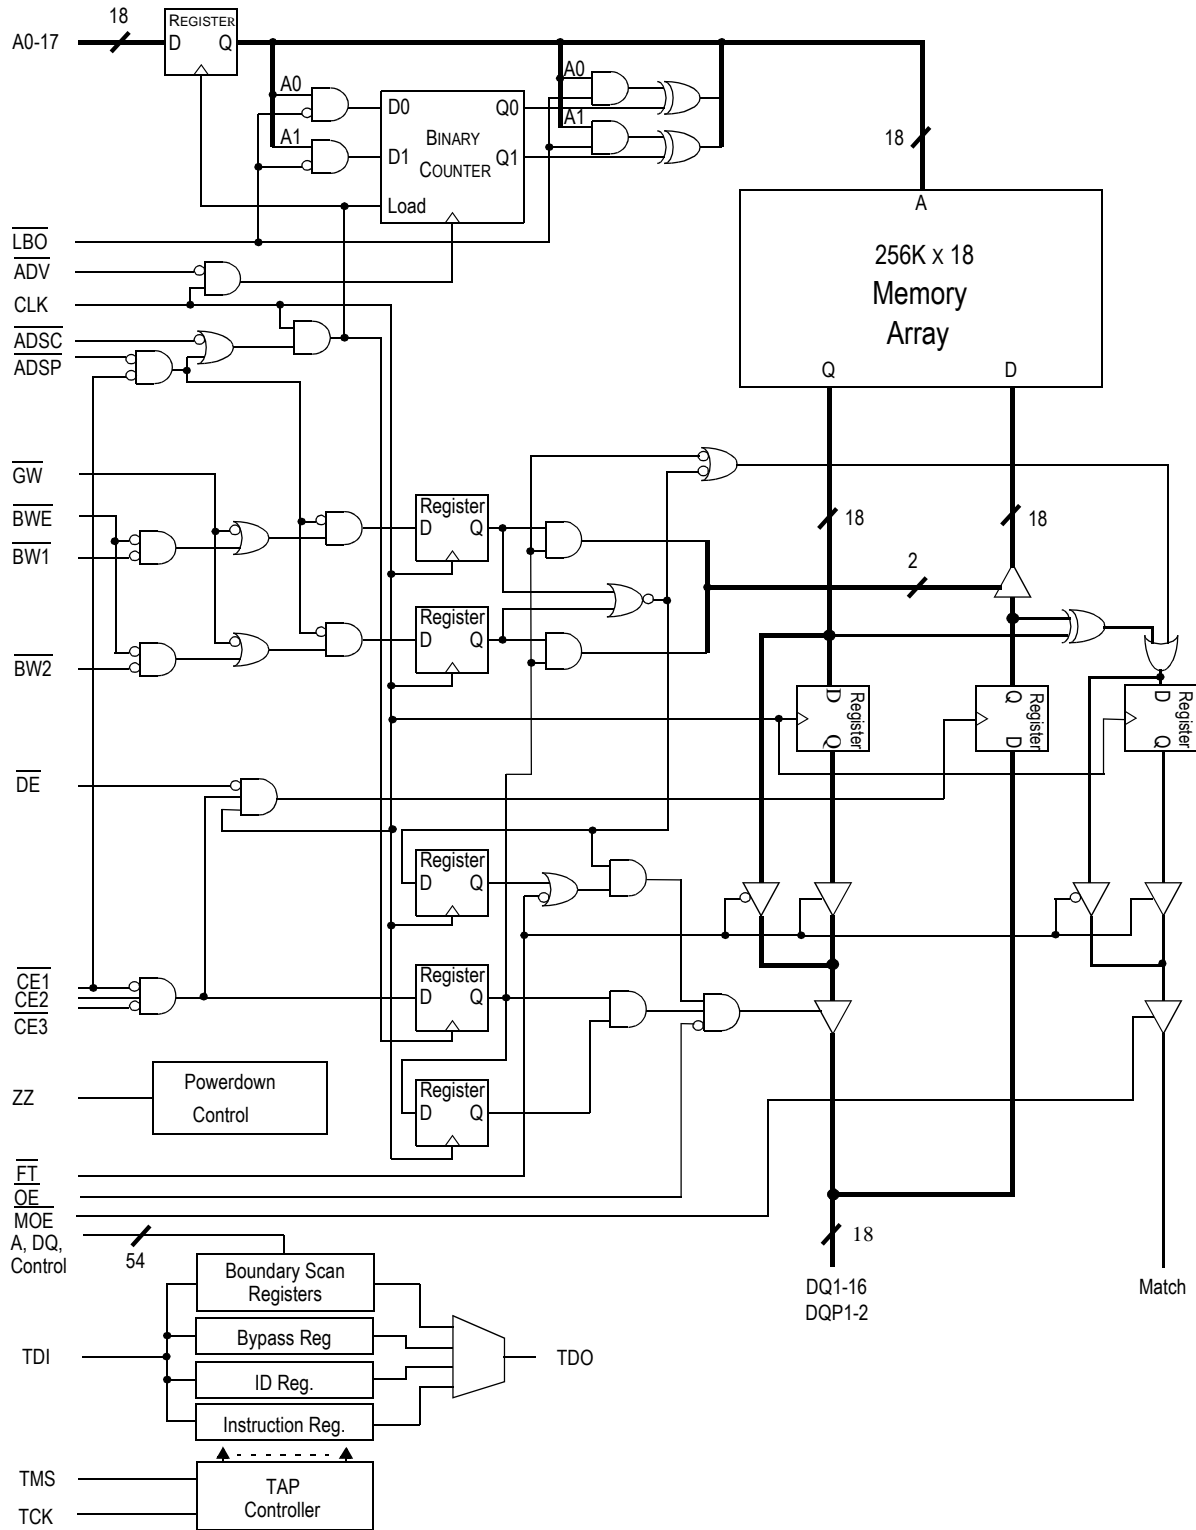 18
REGISTER
A0-17
D Q
A0
A0
D0
Q0
A1
BINARY
A1
D1
Q1
COUNTER
18
Load
A
LBO
256K X 18
ADV
Memory
CLK
Array
ADSC
ADSP
Q
D
GW
Register
BWE
D Q
18
18
BW1
2
Register
D Q
BW2
D
Q
Register
Q
D
Register
D
Q
Register
DE
Register
D Q
CE1
CE2
CE3
Register
D Q
Powerdown
Control
ZZ
Register
D Q
FT
OE
MOE
A, DQ,
Control
54
18
Boundary Scan
Registers
DQ1-16
DQP1-2
Match
Bypass Reg
TDI
TDO
ID Reg.
Instruction Reg.
TMS
TAP
Controller
TCK